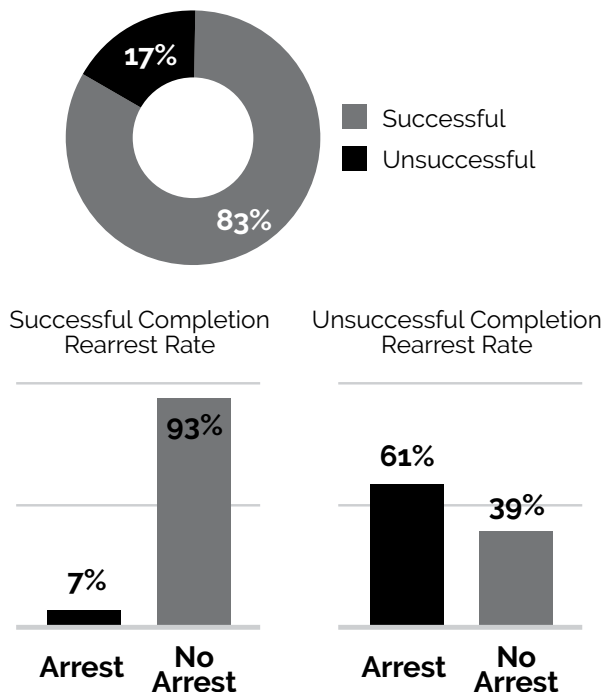 17%
83%
Successful
Unsuccessful
Successful Completion
Rearrest Rate
93%
7%
Arrest
No
Arrest
Unsuccessful Completion
Rearrest Rate
61%
39%
Arrest
No
Arrest